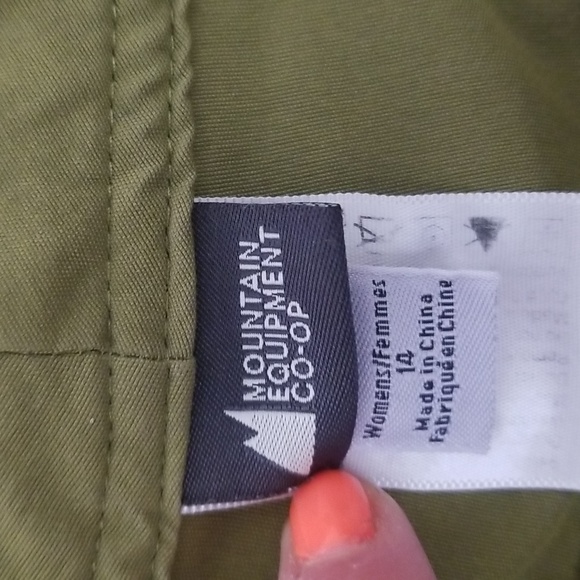 MOUNTAIN
EQUIPMENT
CO-OP
Womens/Femmes
14
Made in China
Fabriqué en Chine